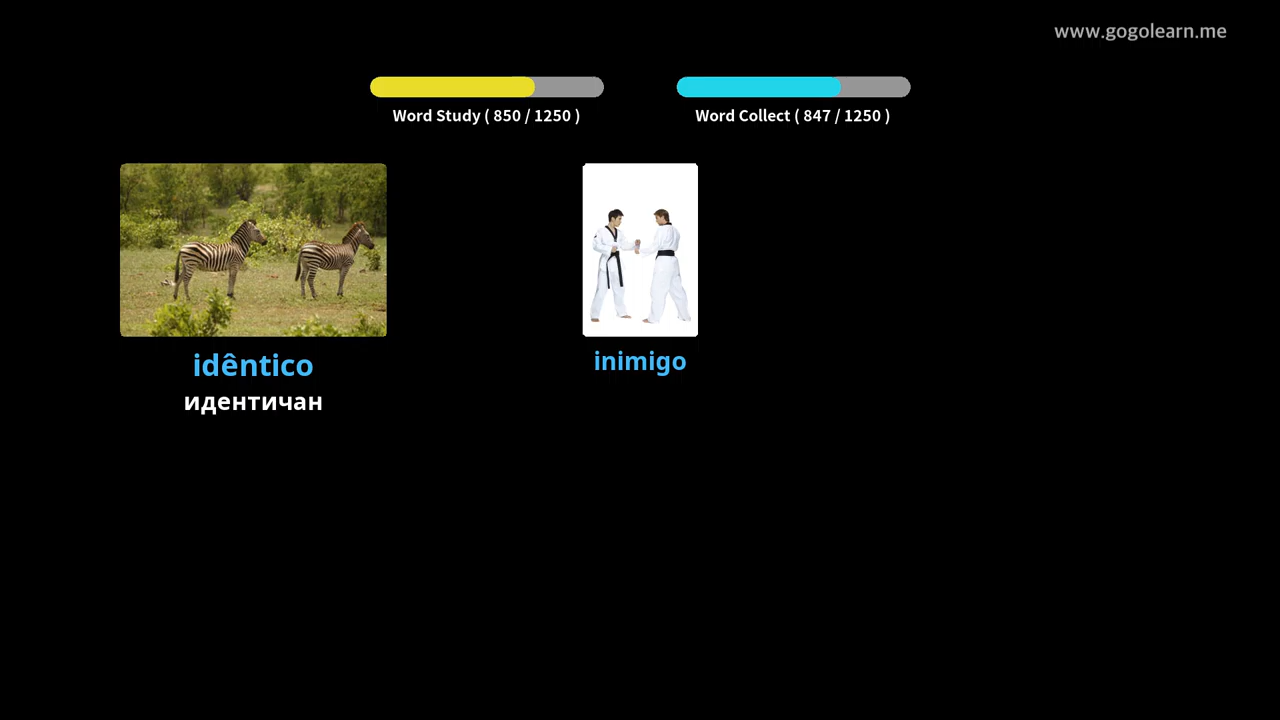 www.gogolearn.me
Word Study ( 850 / 1250 )
Word Collect ( 847 / 1250 )
idêntico
идентичан
inimigo